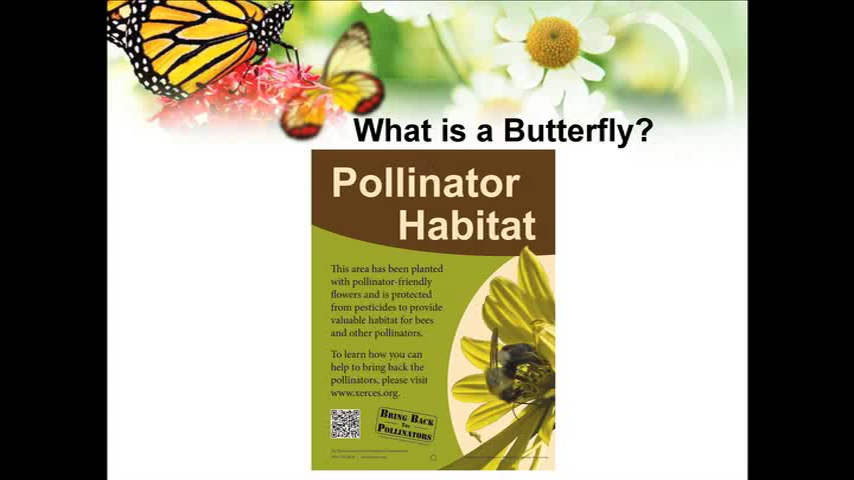 What is a Butterfly?
Pollinator
Habitat
This area has been planted
with pollinator-friendly
flowers and is protected
from pesticides to provide
valuable habitat for bees
and other pollinators.
To learn how you can
help to bring back the
pollinators, please visit
www.xerces.org.
BRING BACK
THE
POLLINATORS